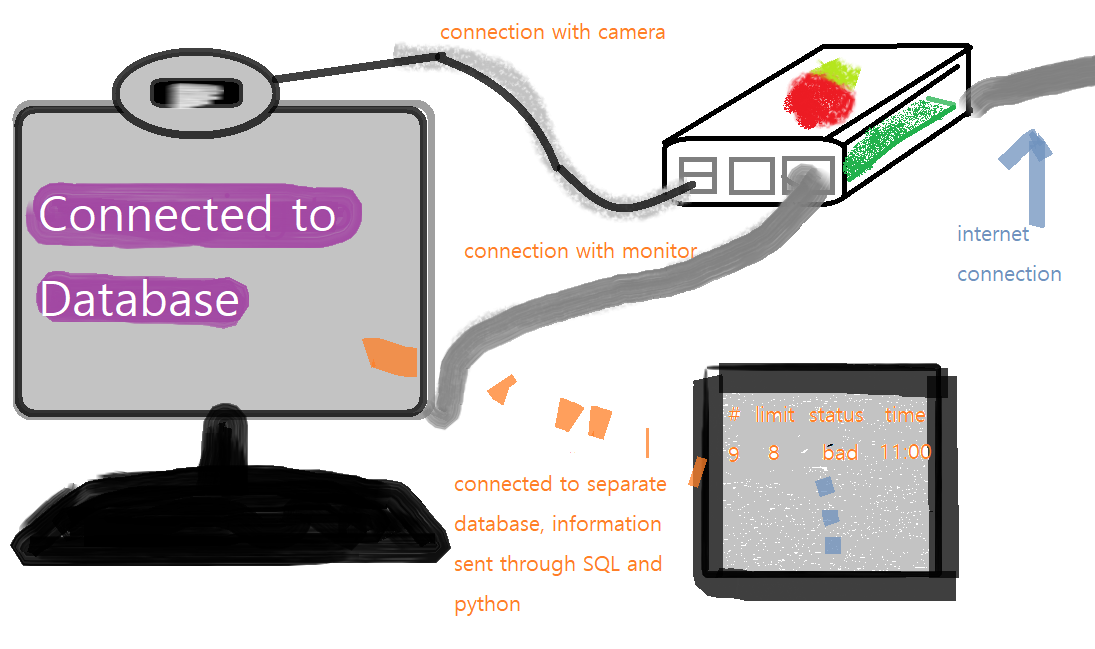 connection with camera
Connected to
Database
connection with monitor
internet
connection
# limit status time
9 8 bad 11:00
connected to separate
database, information
sent through SQL and
python